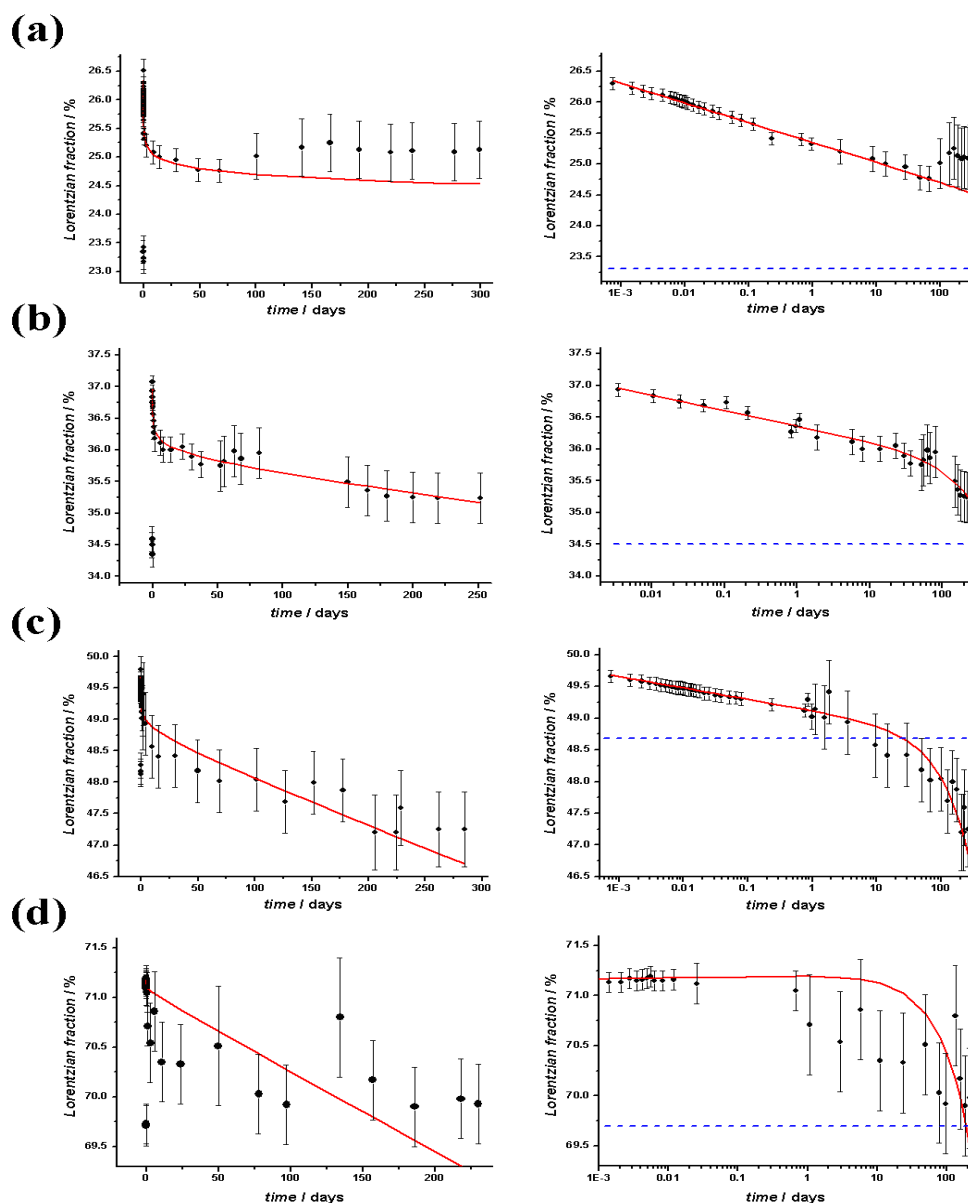 (a)
Lorentzian fraction / %
26.5
26.0
25.5
25.0
24.5
24.0
23.5
23.0
0 50 100 150 200 250 300
time / days
Lorentzian fraction / %
26.5
26.0
25.5
25.0
24.5
24.0
23.5
1E-3 0.01 0.1 1 10 100
time / days
(b)
Lorentzian fraction / %
37.5
37.0
36.5
36.0
35.5
35.0
34.5
34.0
0 50 100 150 200 250
time / days
Lorentzian fraction / %
37.5
37.0
36.5
36.0
35.5
35.0
34.5
34.0
0.01 0.1 1 10 100
time / days
(c)
Lorentzian fraction / %
50.0
49.5
49.0
48.5
48.0
47.5
47.0
46.5
0 50 100 150 200 250 300
time / days
Lorentzian fraction / %
50.0
49.5
49.0
48.5
48.0
47.5
47.0
46.5
1E-3 0.01 0.1 1 10 100
time / days
(d)
Lorentzian fraction / %
71.5
71.0
70.5
70.0
69.5
0 50 100 150 200
time / days
Lorentzian fraction / %
71.5
71.0
70.5
70.0
69.5
1E-3 0.01 0.1 1 10 100
time / days